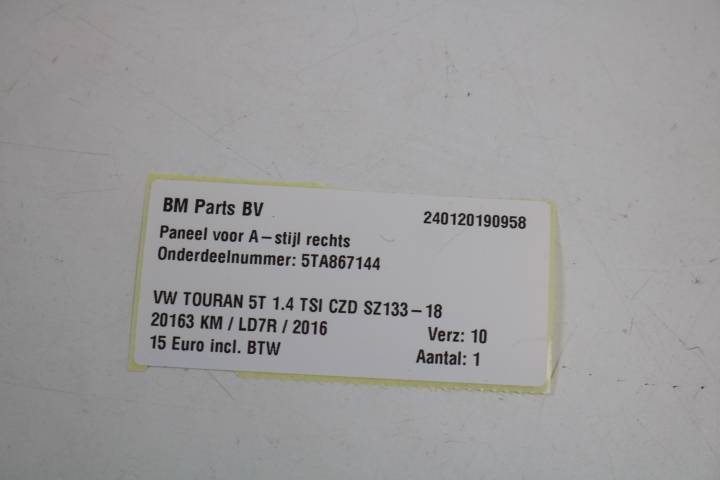 BM Parts BV 240120190958
Paneel voor A-stijl rechts
Onderdeelnummer: 5TA867144
VW TOURAN 5T 1.4 TSI CZD SZ133-18
20163 KM / LD7R / 2016 Verz: 10
15 Euro incl. BTW Aantal: 1